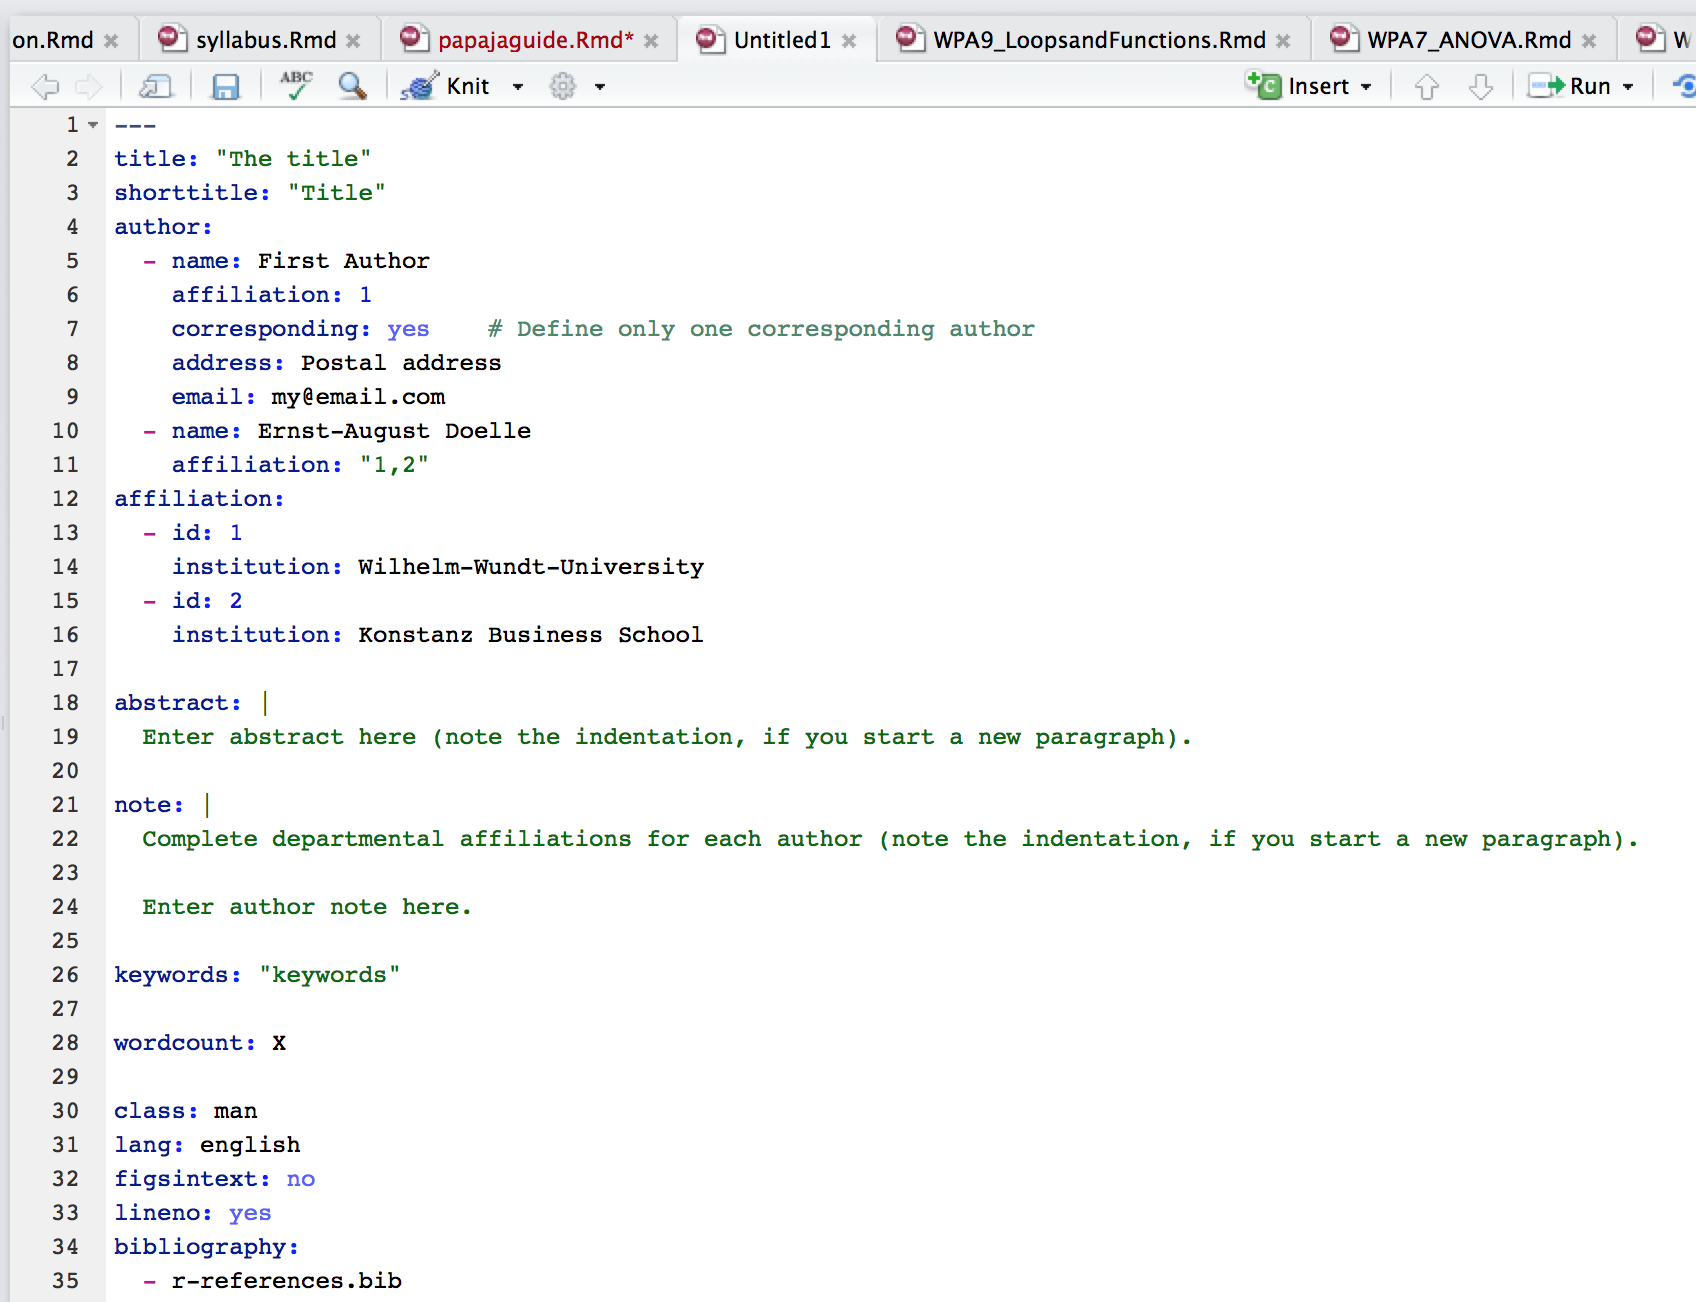 on.Rmd syllabus.Rmd papajaguide.Rmd* Untitled1 WPA9_LoopsandFunctions.Rmd WPA7_ANOVA.Rmd W
ABC Knit Insert Run
1 ---
2 title: "The title"
3 shorttitle: "Title"
4 author:
5 - name: First Author
6 affiliation: 1
7 corresponding: yes # Define only one corresponding author
8 address: Postal address
9 email: my@email.com
10 - name: Ernst-August Doelle
11 affiliation: "1,2"
12 affiliation:
13 - id: 1
14 institution: Wilhelm-Wundt-University
15 - id: 2
16 institution: Konstanz Business School
17
18 abstract: |
19 Enter abstract here (note the indentation, if you start a new paragraph).
20
21 note: |
22 Complete departmental affiliations for each author (note the indentation, if you start a new paragraph).
23
24 Enter author note here.
25
26 keywords: "keywords"
27
28 wordcount: X
29
30 class: man
31 lang: english
32 figsintext: no
33 lineno: yes
34 bibliography:
35 - r-references.bib